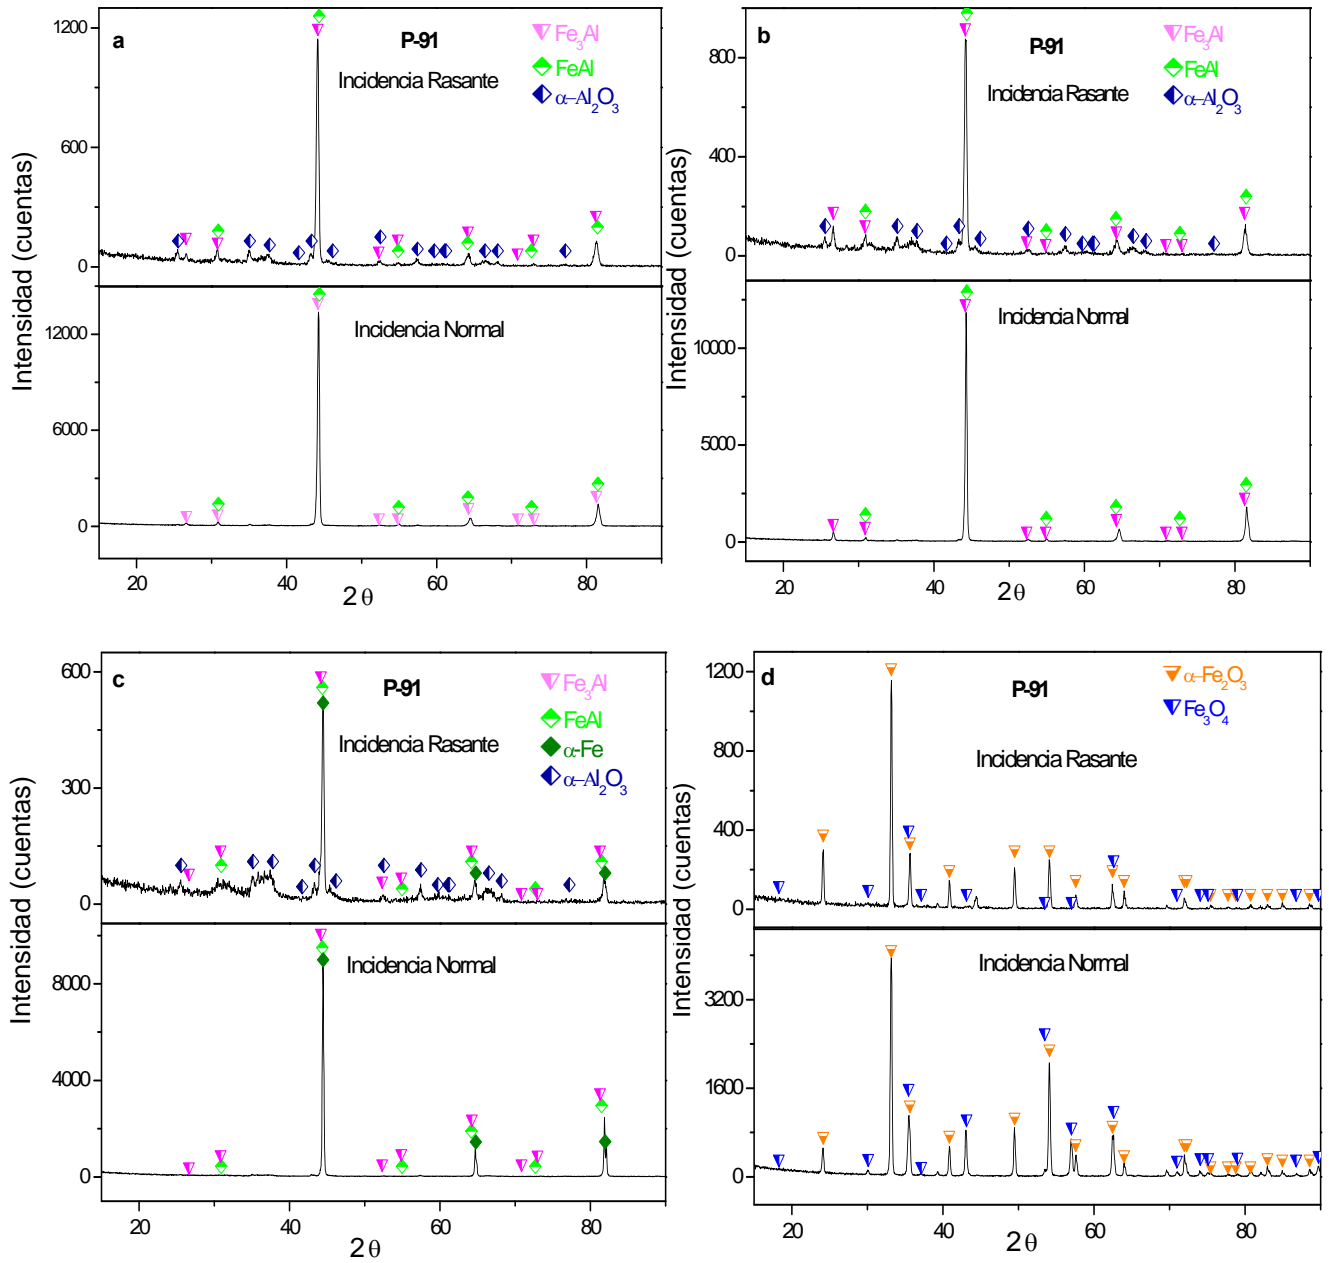 a
P-91
Incidencia Rasante
Fe3Al
FeAl
α–Al2O3
1200
600
0
Incidencia Normal
12000
6000
0
Intensidad (cuentas)
20 40 60 80
2θ
b
P-91
Incidencia Rasante
Fe3Al
FeAl
α–Al2O3
800
400
0
Incidencia Normal
10000
5000
0
Intensidad (cuentas)
20 40 60 80
2θ
c
P-91
Incidencia Rasante
Fe3Al
FeAl
α-Fe
α–Al2O3
600
300
0
Incidencia Normal
8000
4000
0
Intensidad (cuentas)
20 40 60 80
2θ
d
P-91
Incidencia Rasante
α–Fe2O3
Fe3O4
1200
800
400
0
Incidencia Normal
3200
1600
0
Intensidad (cuentas)
20 40 60 80
2θ